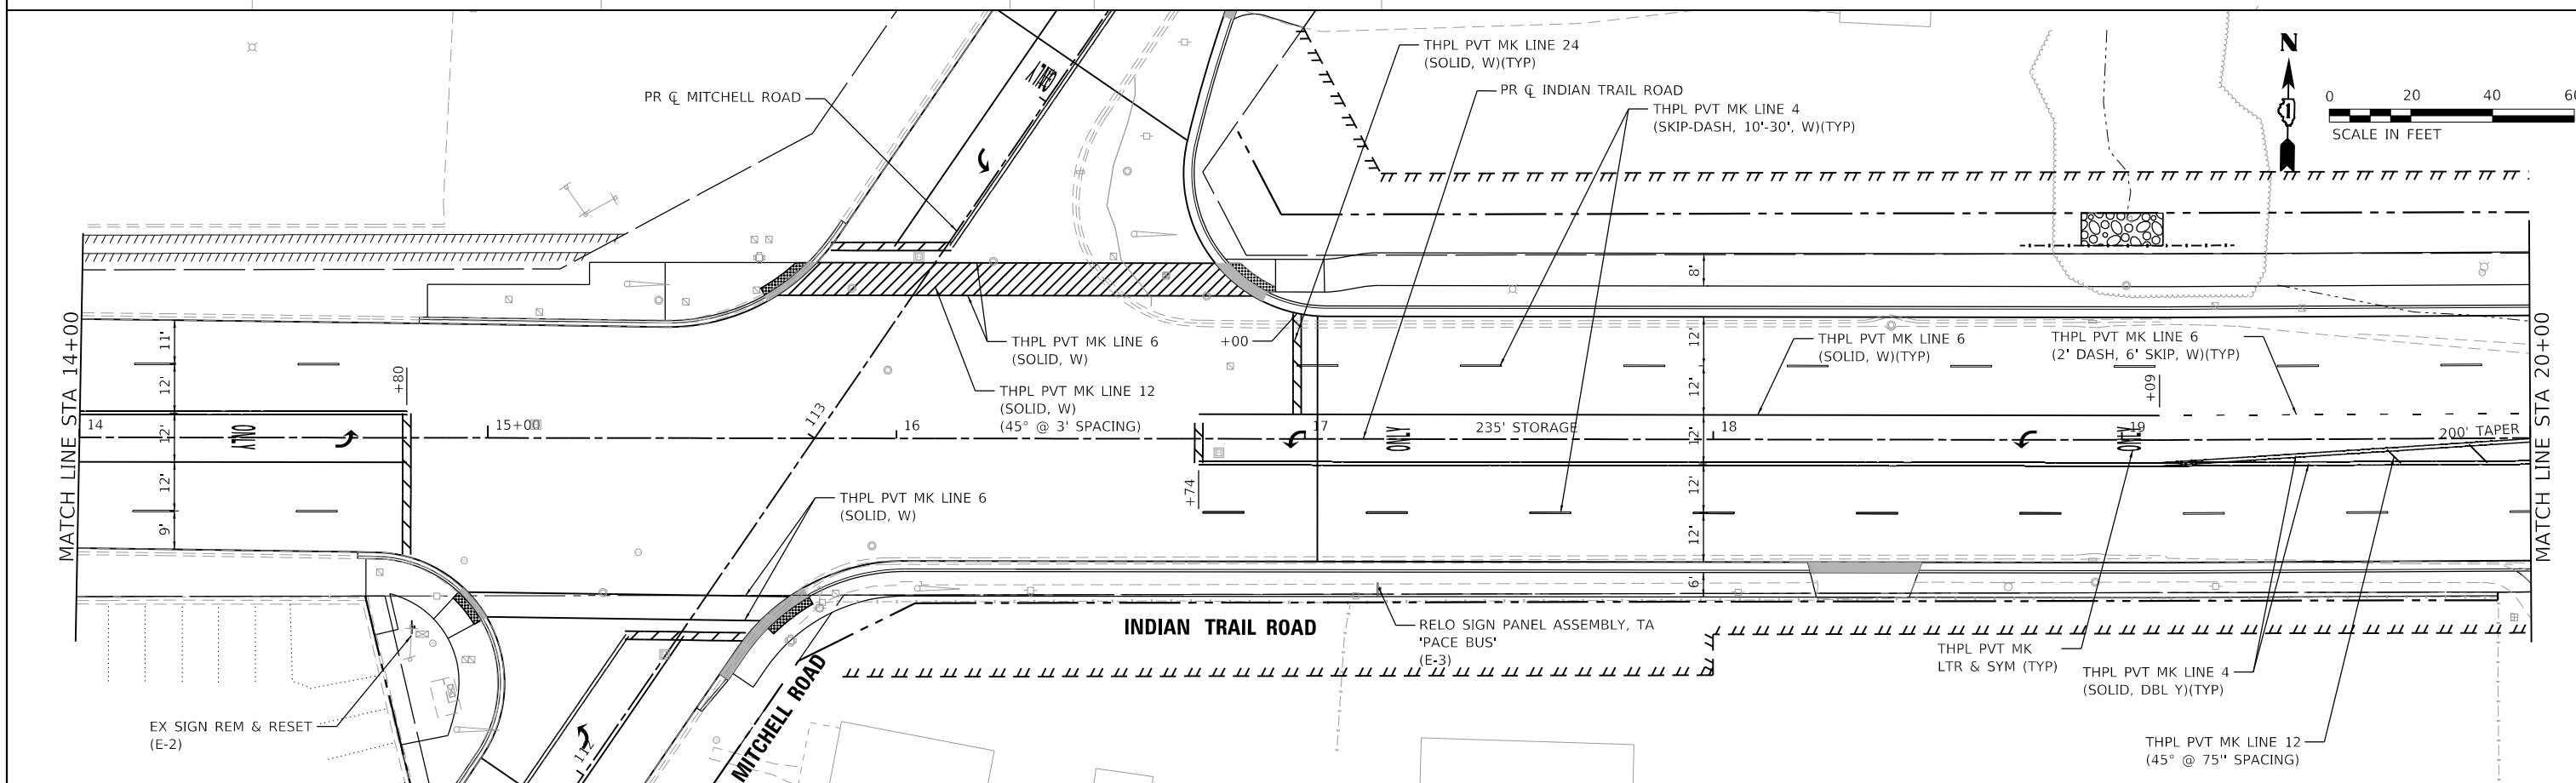 THPL PVT MK LINE 24
(SOLID, W)(TYP)
PR ℄ INDIAN TRAIL ROAD
THPL PVT MK LINE 4
(SKIP-DASH, 10'-30', W)(TYP)
PR ℄ MITCHELL ROAD
ONLY
N
1
0 20 40 60
SCALE IN FEET
8'
MATCH LINE STA 14+00
11'
12'
12'
12'
9'
+80
14
15+00
ONLY
113
16
THPL PVT MK LINE 6
(SOLID, W)
THPL PVT MK LINE 12
(SOLID, W)
(45° @ 3' SPACING)
+00
+74
17
ONLY
235' STORAGE
18
12'
12'
12'
12'
12'
6'
THPL PVT MK LINE 6
(SOLID, W)(TYP)
THPL PVT MK LINE 6
(2' DASH, 6' SKIP, W)(TYP)
+09
ONLY
19
200' TAPER
MATCH LINE STA 20+00
THPL PVT MK LINE 6
(SOLID, W)
INDIAN TRAIL ROAD
RELO SIGN PANEL ASSEMBLY, TA
'PACE BUS'
(E-3)
THPL PVT MK
LTR & SYM (TYP)
THPL PVT MK LINE 4
(SOLID, DBL Y)(TYP)
THPL PVT MK LINE 12
(45° @ 75" SPACING)
EX SIGN REM & RESET
(E-2)
112
MITCHELL ROAD